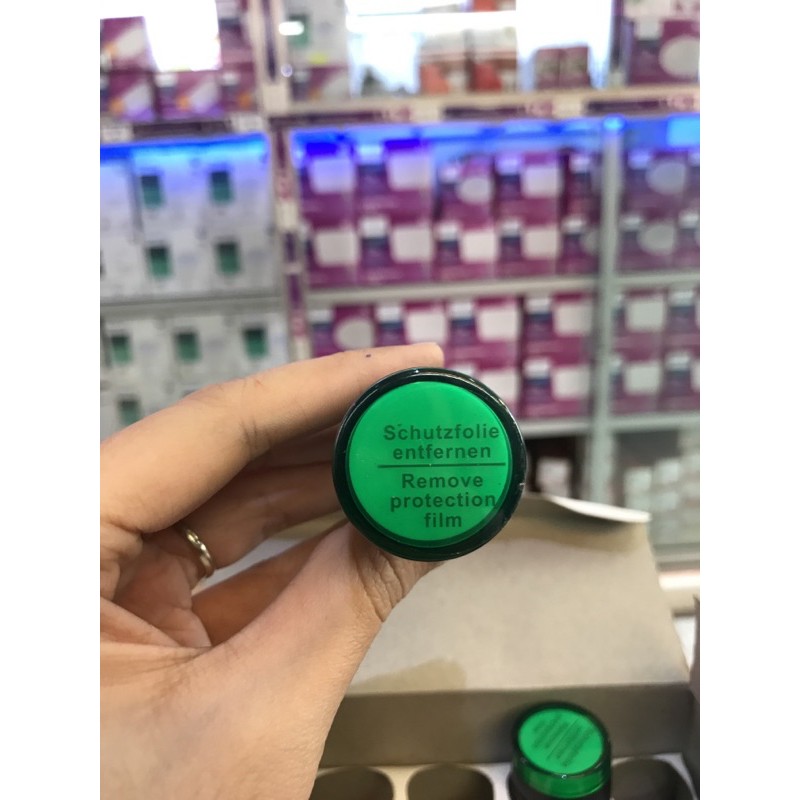 Schutzfolie
entfernen
Remove
protection
film